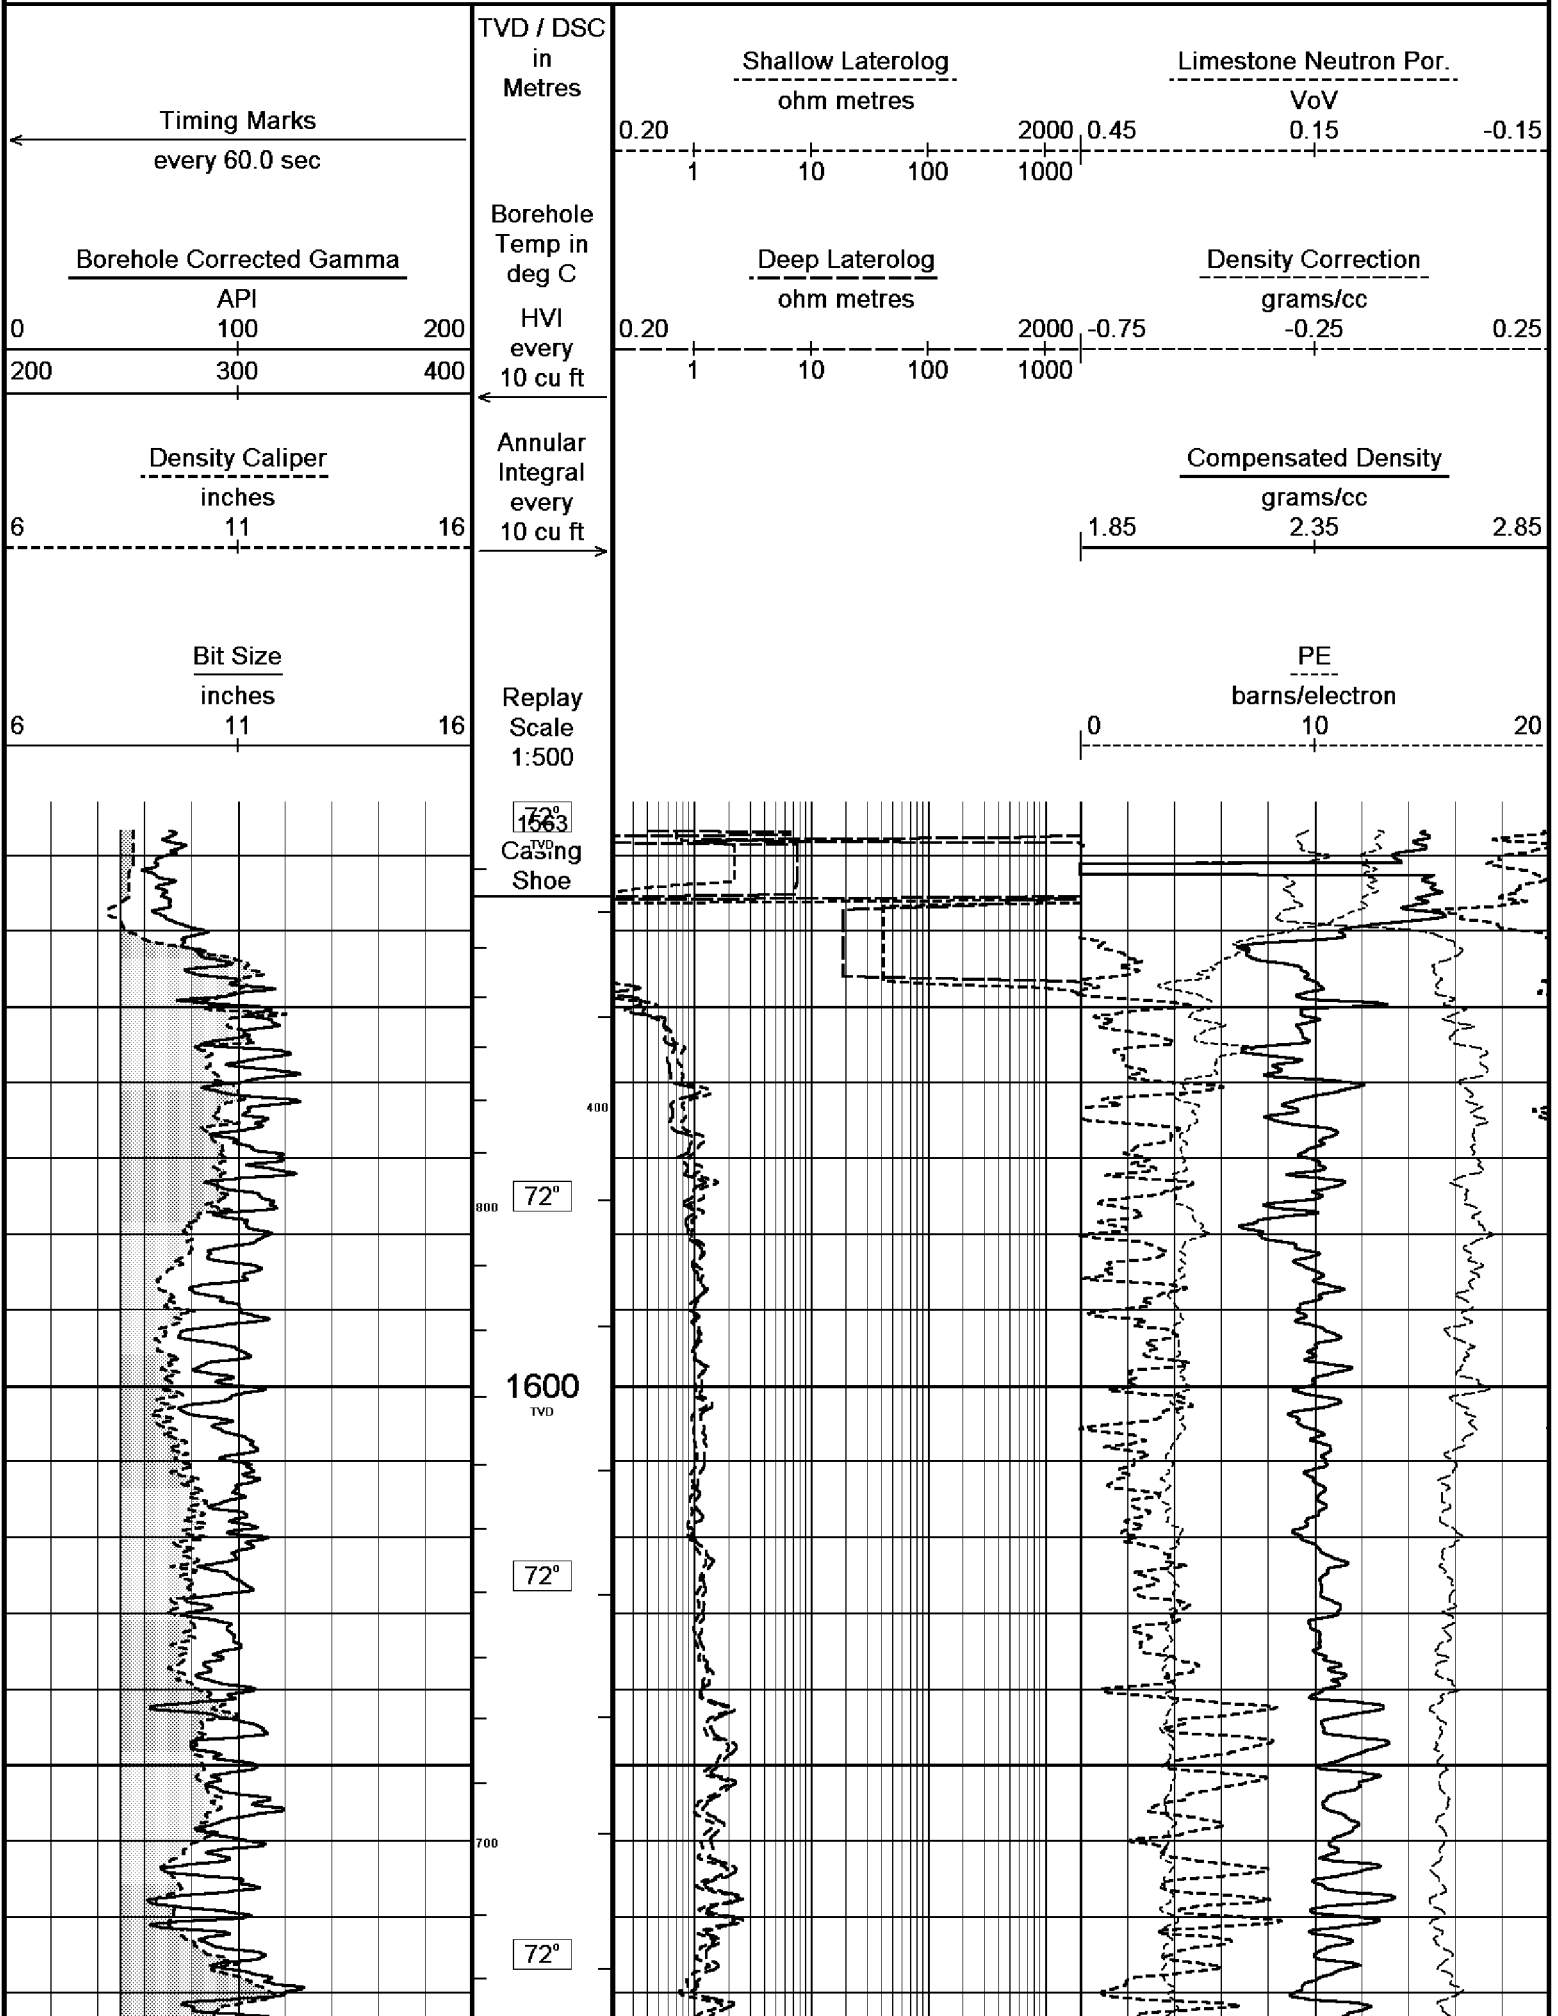 Timing Marks
every 60.0 sec
Borehole Corrected Gamma
API
0 100 200
200 300 400
Density Caliper
inches
6 11 16
Bit Size
inches
6 11 16
TVD / DSC
in
Metres
Borehole
Temp in
deg C
HVI
every
10 cu ft
Annular
Integral
every
10 cu ft
Replay
Scale
1:500
Shallow Laterolog
ohm metres
0.20 2000
1 10 100 1000
Deep Laterolog
ohm metres
0.20 2000
1 10 100 1000
Limestone Neutron Por.
VoV
0.45 0.15 -0.15
Density Correction
grams/cc
-0.75 -0.25 0.25
Compensated Density
grams/cc
1.85 2.35 2.85
PE
barns/electron
0 10 20
72°
1563
TVD
Casing
Shoe
400
72°
800
1600
TVD
72°
700
72°